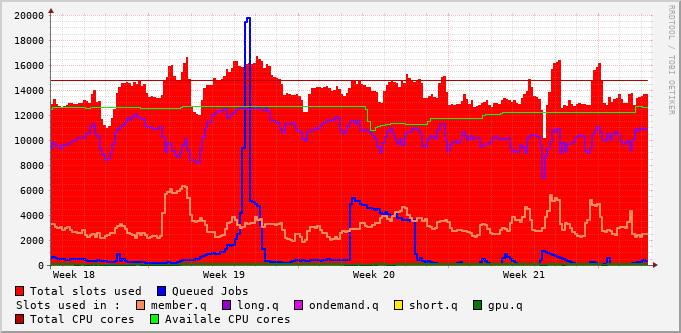 20000
18000
16000
14000
12000
10000
8000
6000
4000
2000
0
Week 18 Week 19 Week 20 Week 21
RRDTOOL / TOBI OETIKER
Total slots used Queued Jobs
Slots used in : member.q long.q ondemand.q short.q gpu.q
Total CPU cores Availale CPU cores